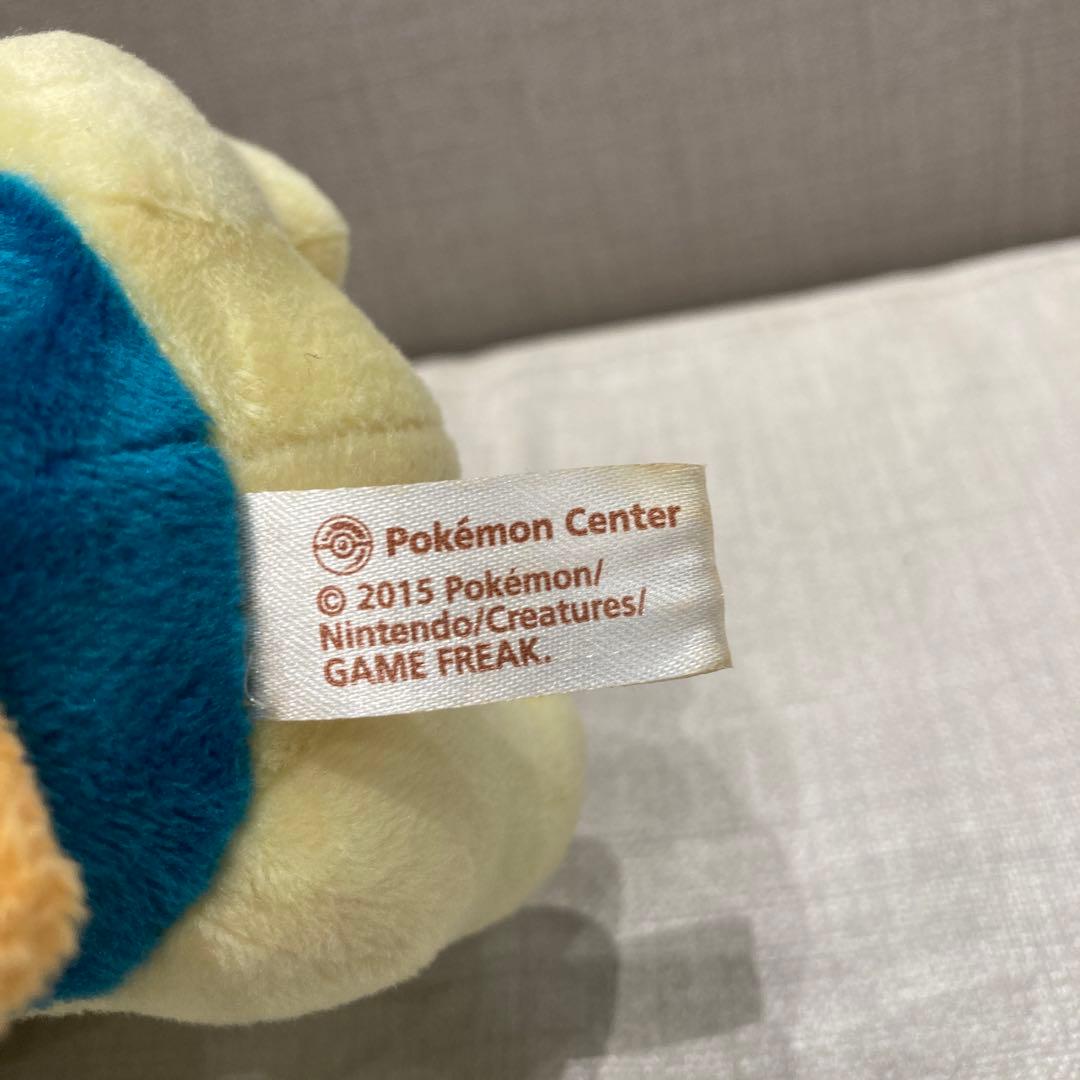 Pokémon Center
© 2015 Pokémon/
Nintendo/Creatures/
GAME FREAK.